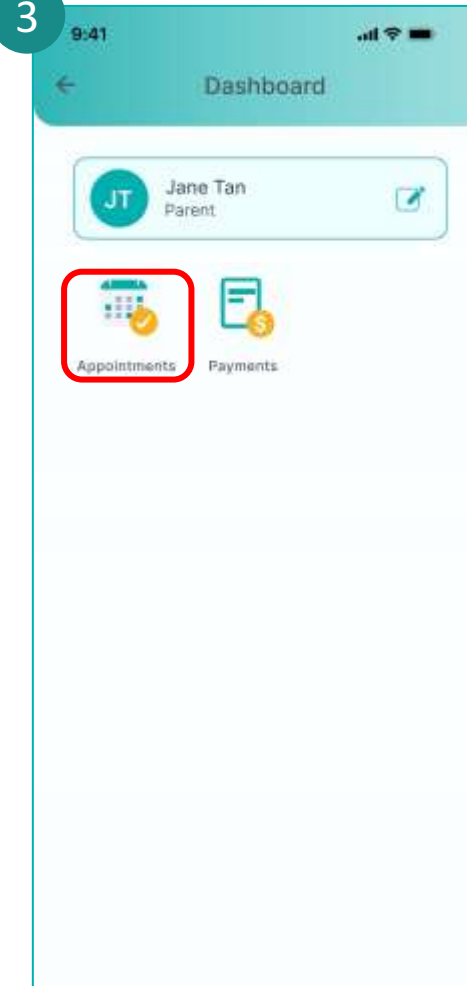 3
9:41
Dashboard
JT
Jane Tan
Parent
$
Appointments
Payments